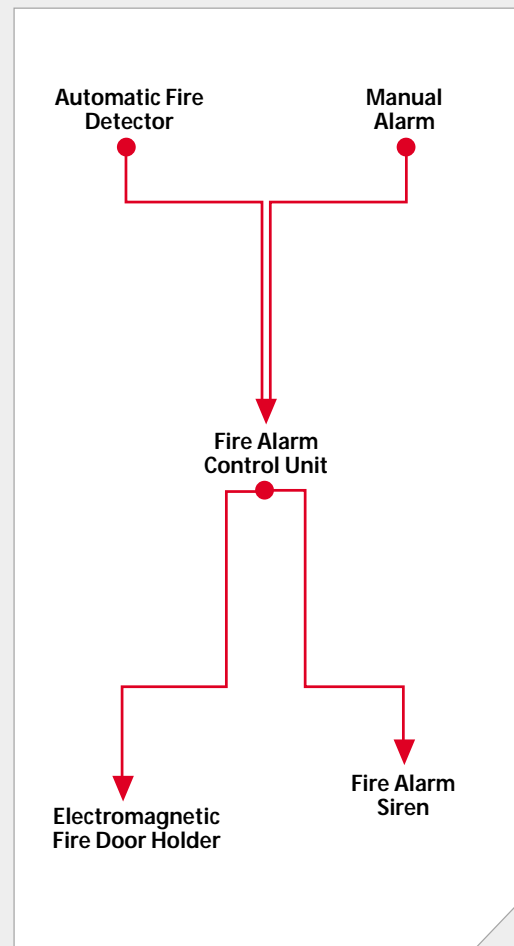 Automatic Fire
Detector
Manual
Alarm
Fire Alarm
Control Unit
Electromagnetic
Fire Door Holder
Fire Alarm
Siren